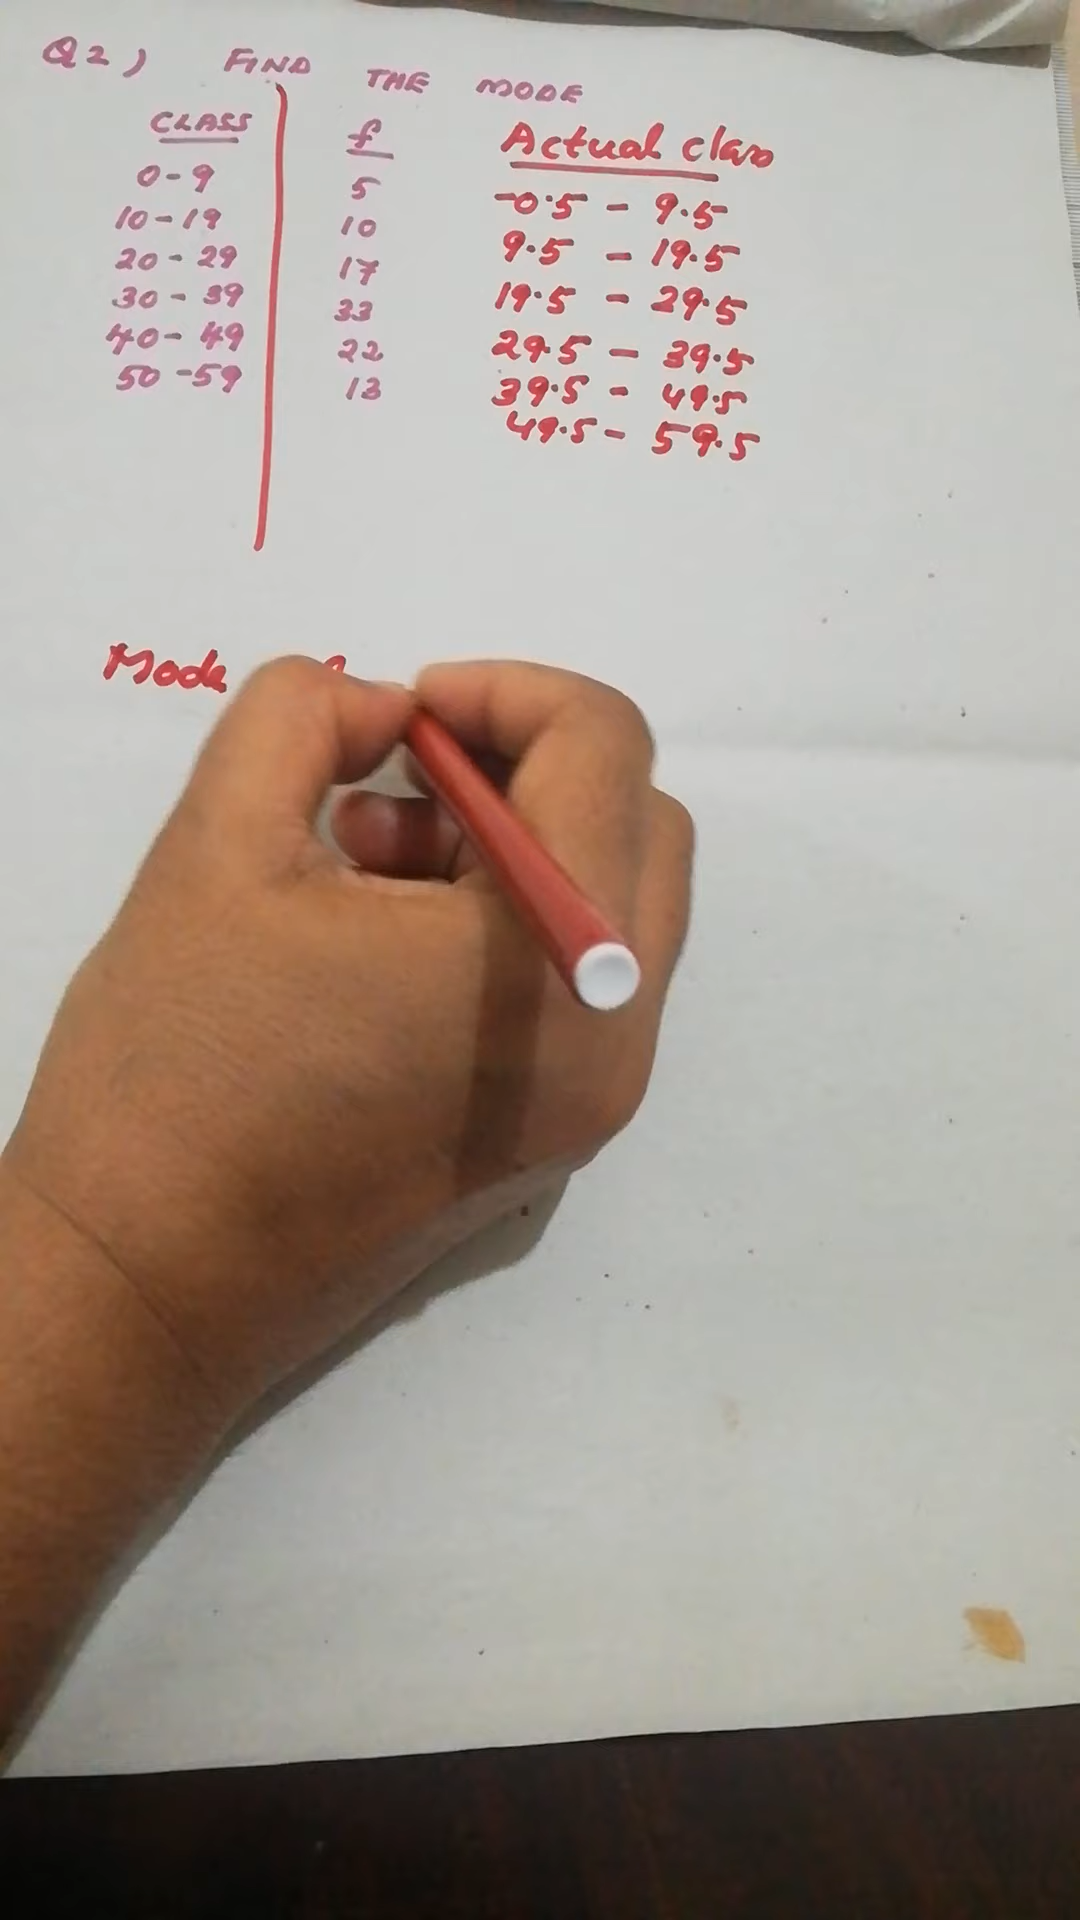 Q2) FIND THE MODE
CLASS f Actual class
0-9 5 -0.5 - 9.5
10-19 10 9.5 - 19.5
20-29 17 19.5 - 29.5
30-39 33 29.5 - 39.5
40-49 22 39.5 - 49.5
50-59 13 49.5 - 59.5
Mode